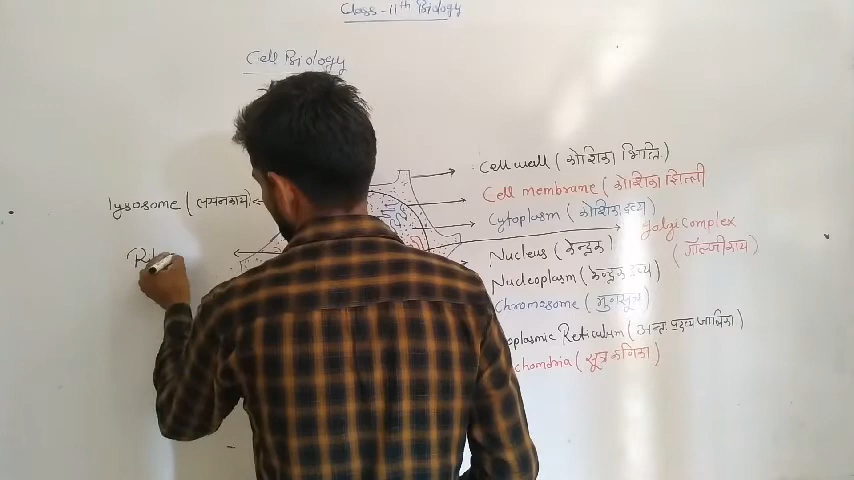 Class-11th Biology
Cell Biology
Cell wall (कोशिका भित्ति)
Cell membrane (कोशिका झिल्ली
lysosome (लयनकाय)
Cytoplasm (कोशिका द्रव्य)
golgi complex
(गॉल्जीकाय)
Nucleus (केन्द्रक)
Nucleoplasm (केन्द्रक द्रव्य)
Chromosome (गुणसूत्र)
oplasmic Reticulum (अन्तः प्रद्रव्य जालिका)
chondria (सूत्र कणिका)